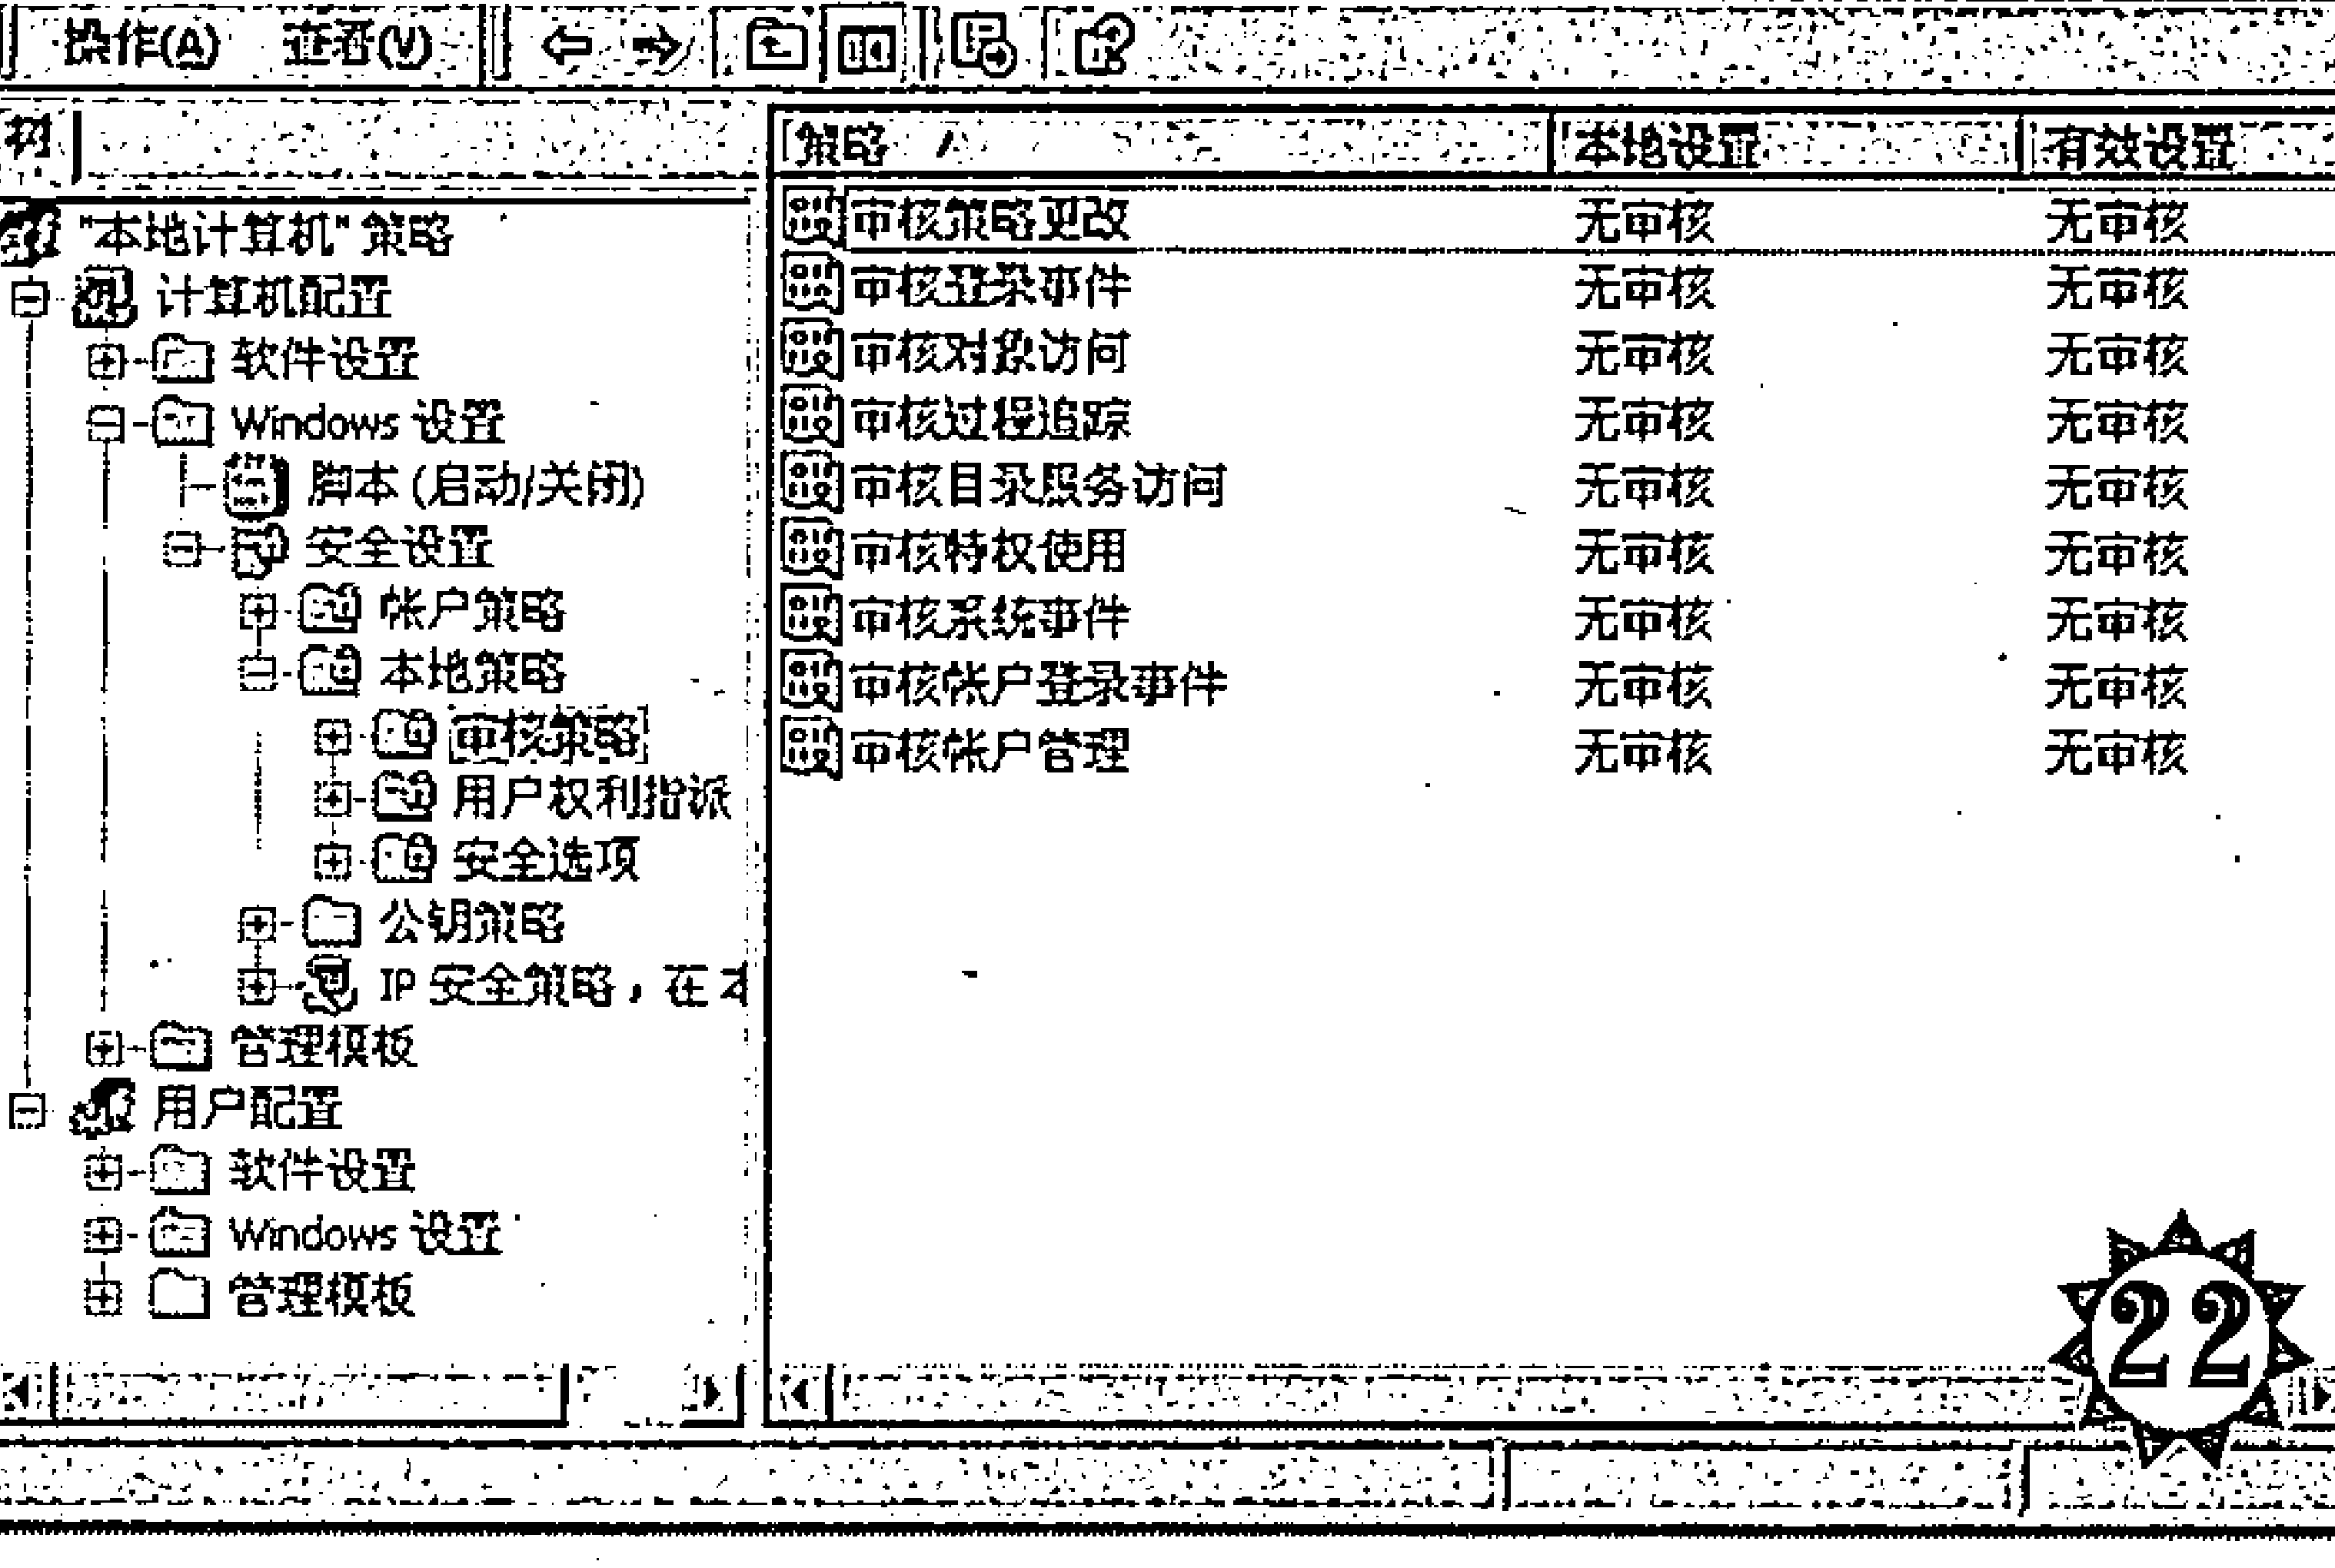 操作(A) 查看(V)
树
策略 本地设置 有效设置
"本地计算机" 策略
计算机配置
软件设置
Windows 设置
脚本 (启动/关闭)
安全设置
帐户策略
本地策略
审核策略
用户权利指派
安全选项
公钥策略
IP 安全策略，在本
管理模板
用户配置
软件设置
Windows 设置
管理模板
审核策略更改 无审核 无审核
审核登录事件 无审核 无审核
审核对象访问 无审核 无审核
审核过程追踪 无审核 无审核
审核目录服务访问 无审核 无审核
审核特权使用 无审核 无审核
审核系统事件 无审核 无审核
审核帐户登录事件 无审核 无审核
审核帐户管理 无审核 无审核
22